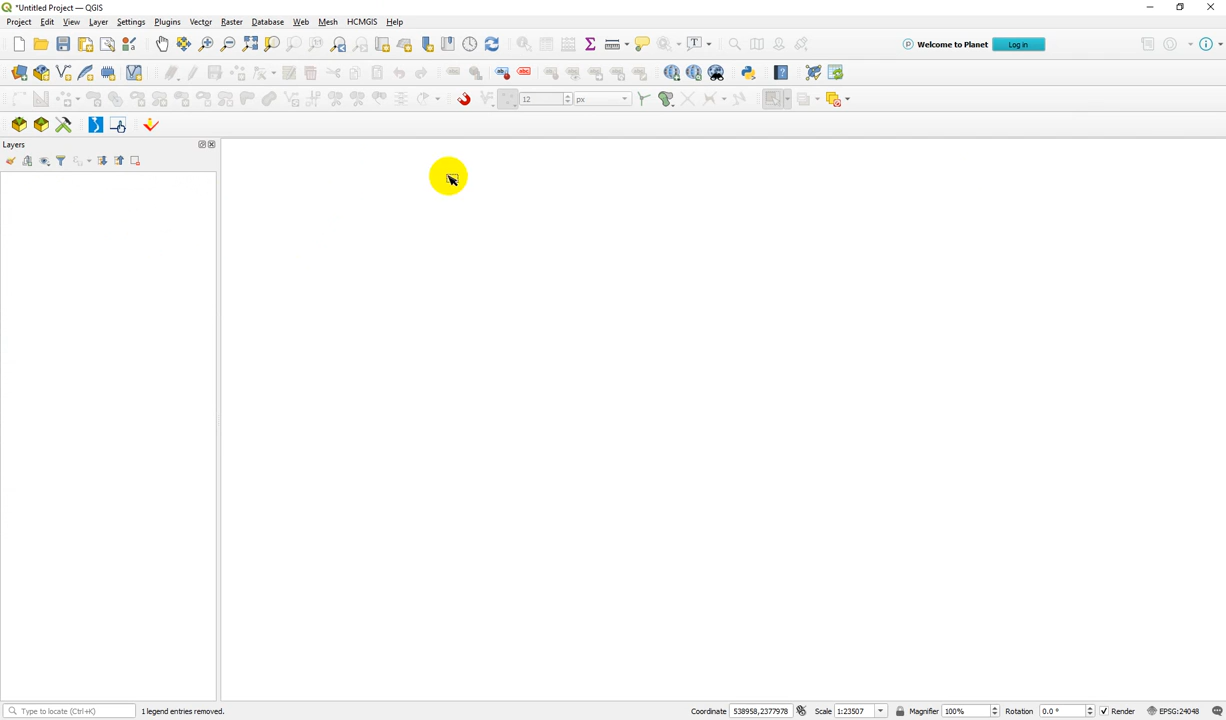 *Untitled Project — QGIS
Project Edit View Layer Settings Plugins Vector Raster Database Web Mesh HCMGIS Help
Welcome to Planet Log in
12 px
Layers
Type to locate (Ctrl+K) 1 legend entries removed. Coordinate 538958,2377978 Scale 1:23507 Magnifier 100% Rotation 0.0 ° Render EPSG:24048